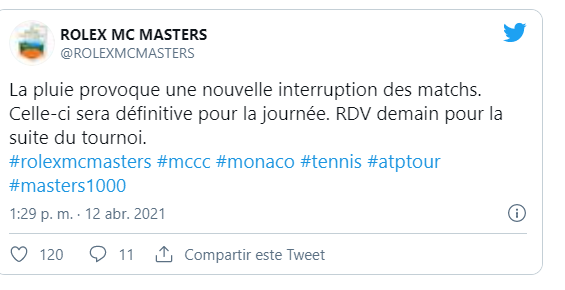 ROLEX MC MASTERS
@ROLEXMCMASTERS
La pluie provoque une nouvelle interruption des matchs.
Celle-ci sera définitive pour la journée. RDV demain pour la
suite du tournoi.
#rolexmcmasters #mccc #monaco #tennis #atptour
#masters1000
1:29 p. m. · 12 abr. 2021
120 11 Compartir este Tweet